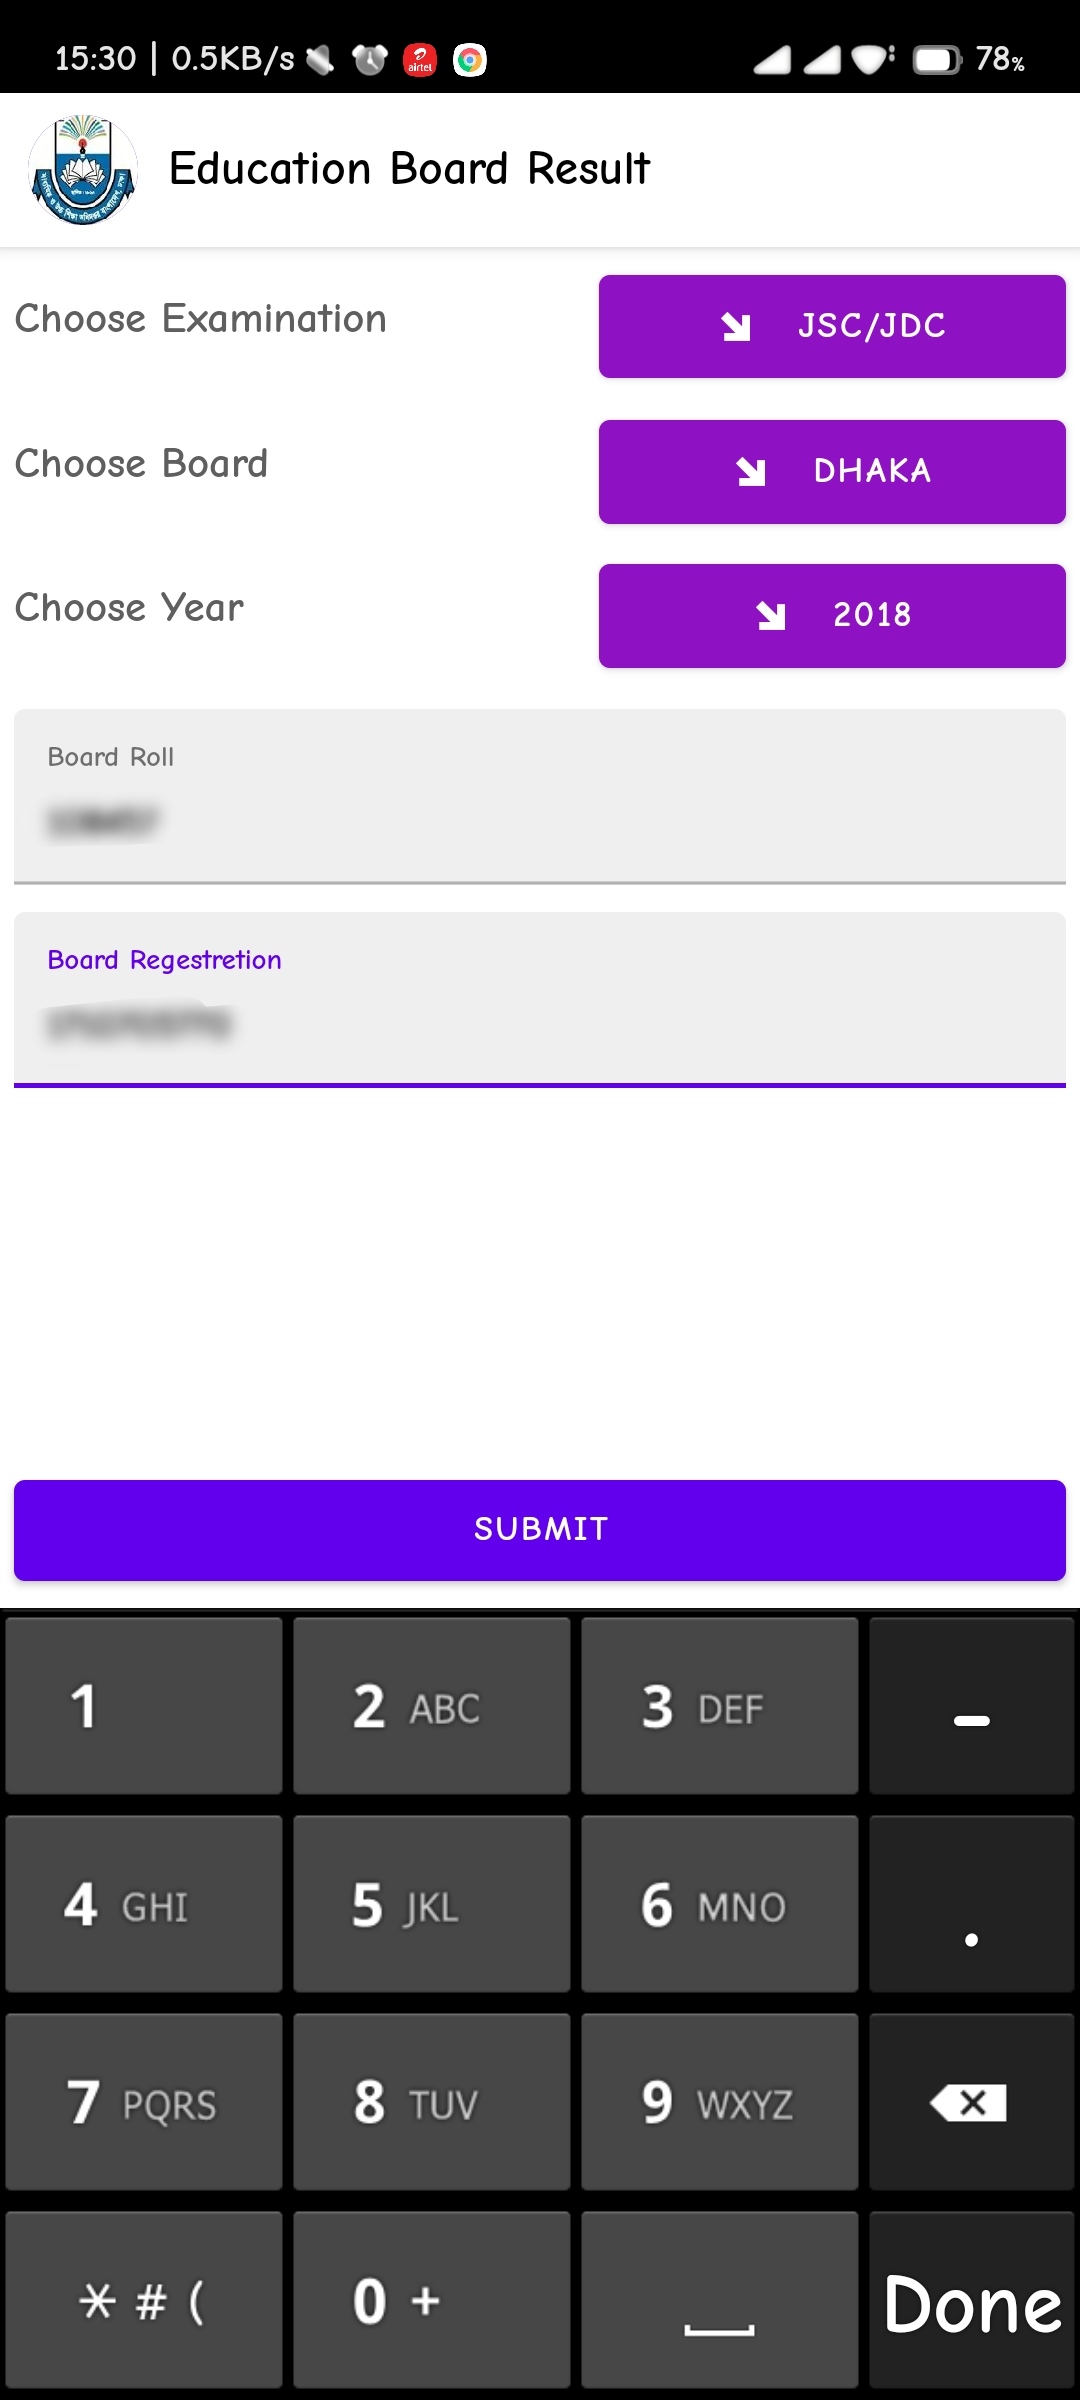 15:30 | 0.5KB/s airtel 78%
Education Board Result
Choose Examination
JSC/JDC
Choose Board
DHAKA
Choose Year
2018
Board Roll
Board Regestretion
SUBMIT
1 2 ABC 3 DEF –
4 GHI 5 JKL 6 MNO .
7 PQRS 8 TUV 9 WXYZ
* # ( 0 + Done